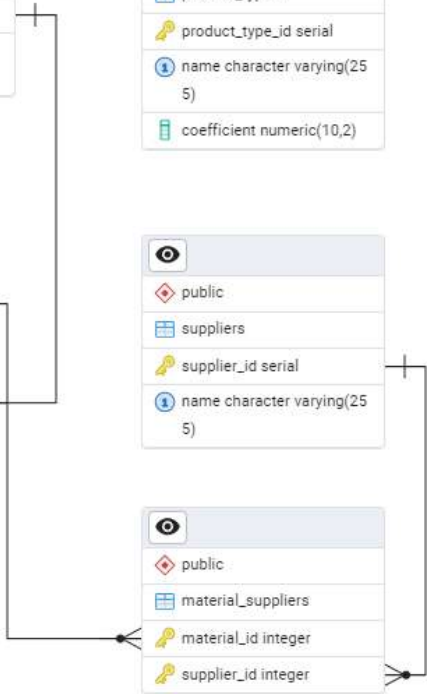 product_type_id serial
name character varying(25
5)
coefficient numeric(10,2)
public
suppliers
supplier_id serial
name character varying(25
5)
public
material_suppliers
material_id integer
supplier_id integer